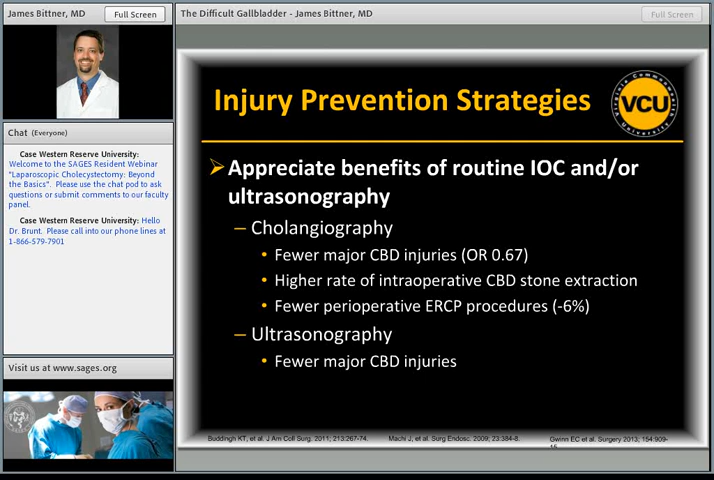 James Bittner, MD
Full Screen
The Difficult Gallbladder - James Bittner, MD
Full Screen
Chat (Everyone)
Case Western Reserve University:
Welcome to the SAGES Resident Webinar
"Laparoscopic Cholecystectomy: Beyond
the Basics". Please use the chat pod to ask
questions or submit comments to our faculty
panel.
Case Western Reserve University: Hello
Dr. Brunt. Please call into our phone lines at
1-866-579-7901
Visit us at www.sages.org
Injury Prevention Strategies
Virginia Commonwealth
VCU
University
➢ Appreciate benefits of routine IOC and/or
ultrasonography
– Cholangiography
• Fewer major CBD injuries (OR 0.67)
• Higher rate of intraoperative CBD stone extraction
• Fewer perioperative ERCP procedures (-6%)
– Ultrasonography
• Fewer major CBD injuries
Buddingh KT, et al. J Am Coll Surg. 2011; 213:267-74.
Machi J, et al. Surg Endosc. 2009; 23:384-8.
Gwinn EC et al. Surgery 2013; 154:909-